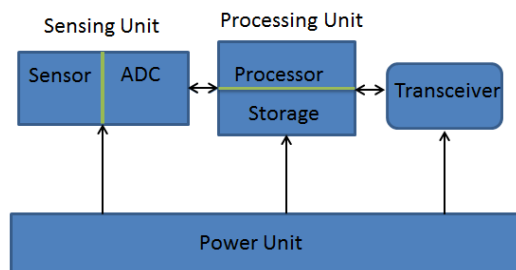 Sensing Unit
Processing Unit
Sensor
ADC
Processor
Storage
Transceiver
Power Unit